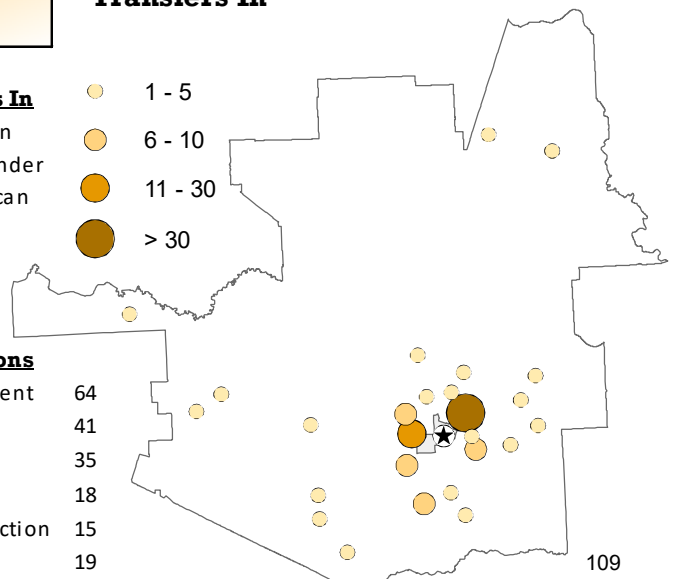 Transfers In
s In
1 - 5
n
6 - 10
nder
can
11 - 30
> 30
ons
ent 64
41
35
18
ction 15
19
109